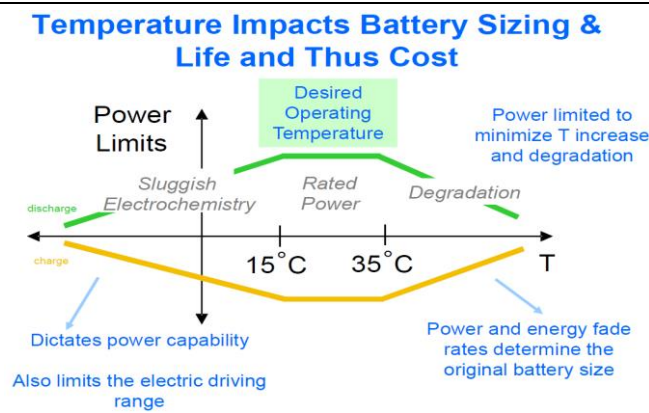 Temperature Impacts Battery Sizing &
Life and Thus Cost
Desired
Operating
Temperature
Power
Limits
Power limited to
minimize T increase
and degradation
Sluggish
Electrochemistry
Rated
Power
Degradation
discharge
charge
15°C
35°C
T
Dictates power capability
Also limits the electric driving
range
Power and energy fade
rates determine the
original battery size